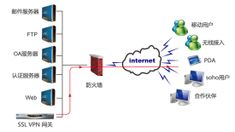 邮件服务器
FTP
OA服务器
认证服务器
Web
SSL VPN 网关
防火墙
internet
移动用户
无线接入
PDA
soho用户
合作伙伴